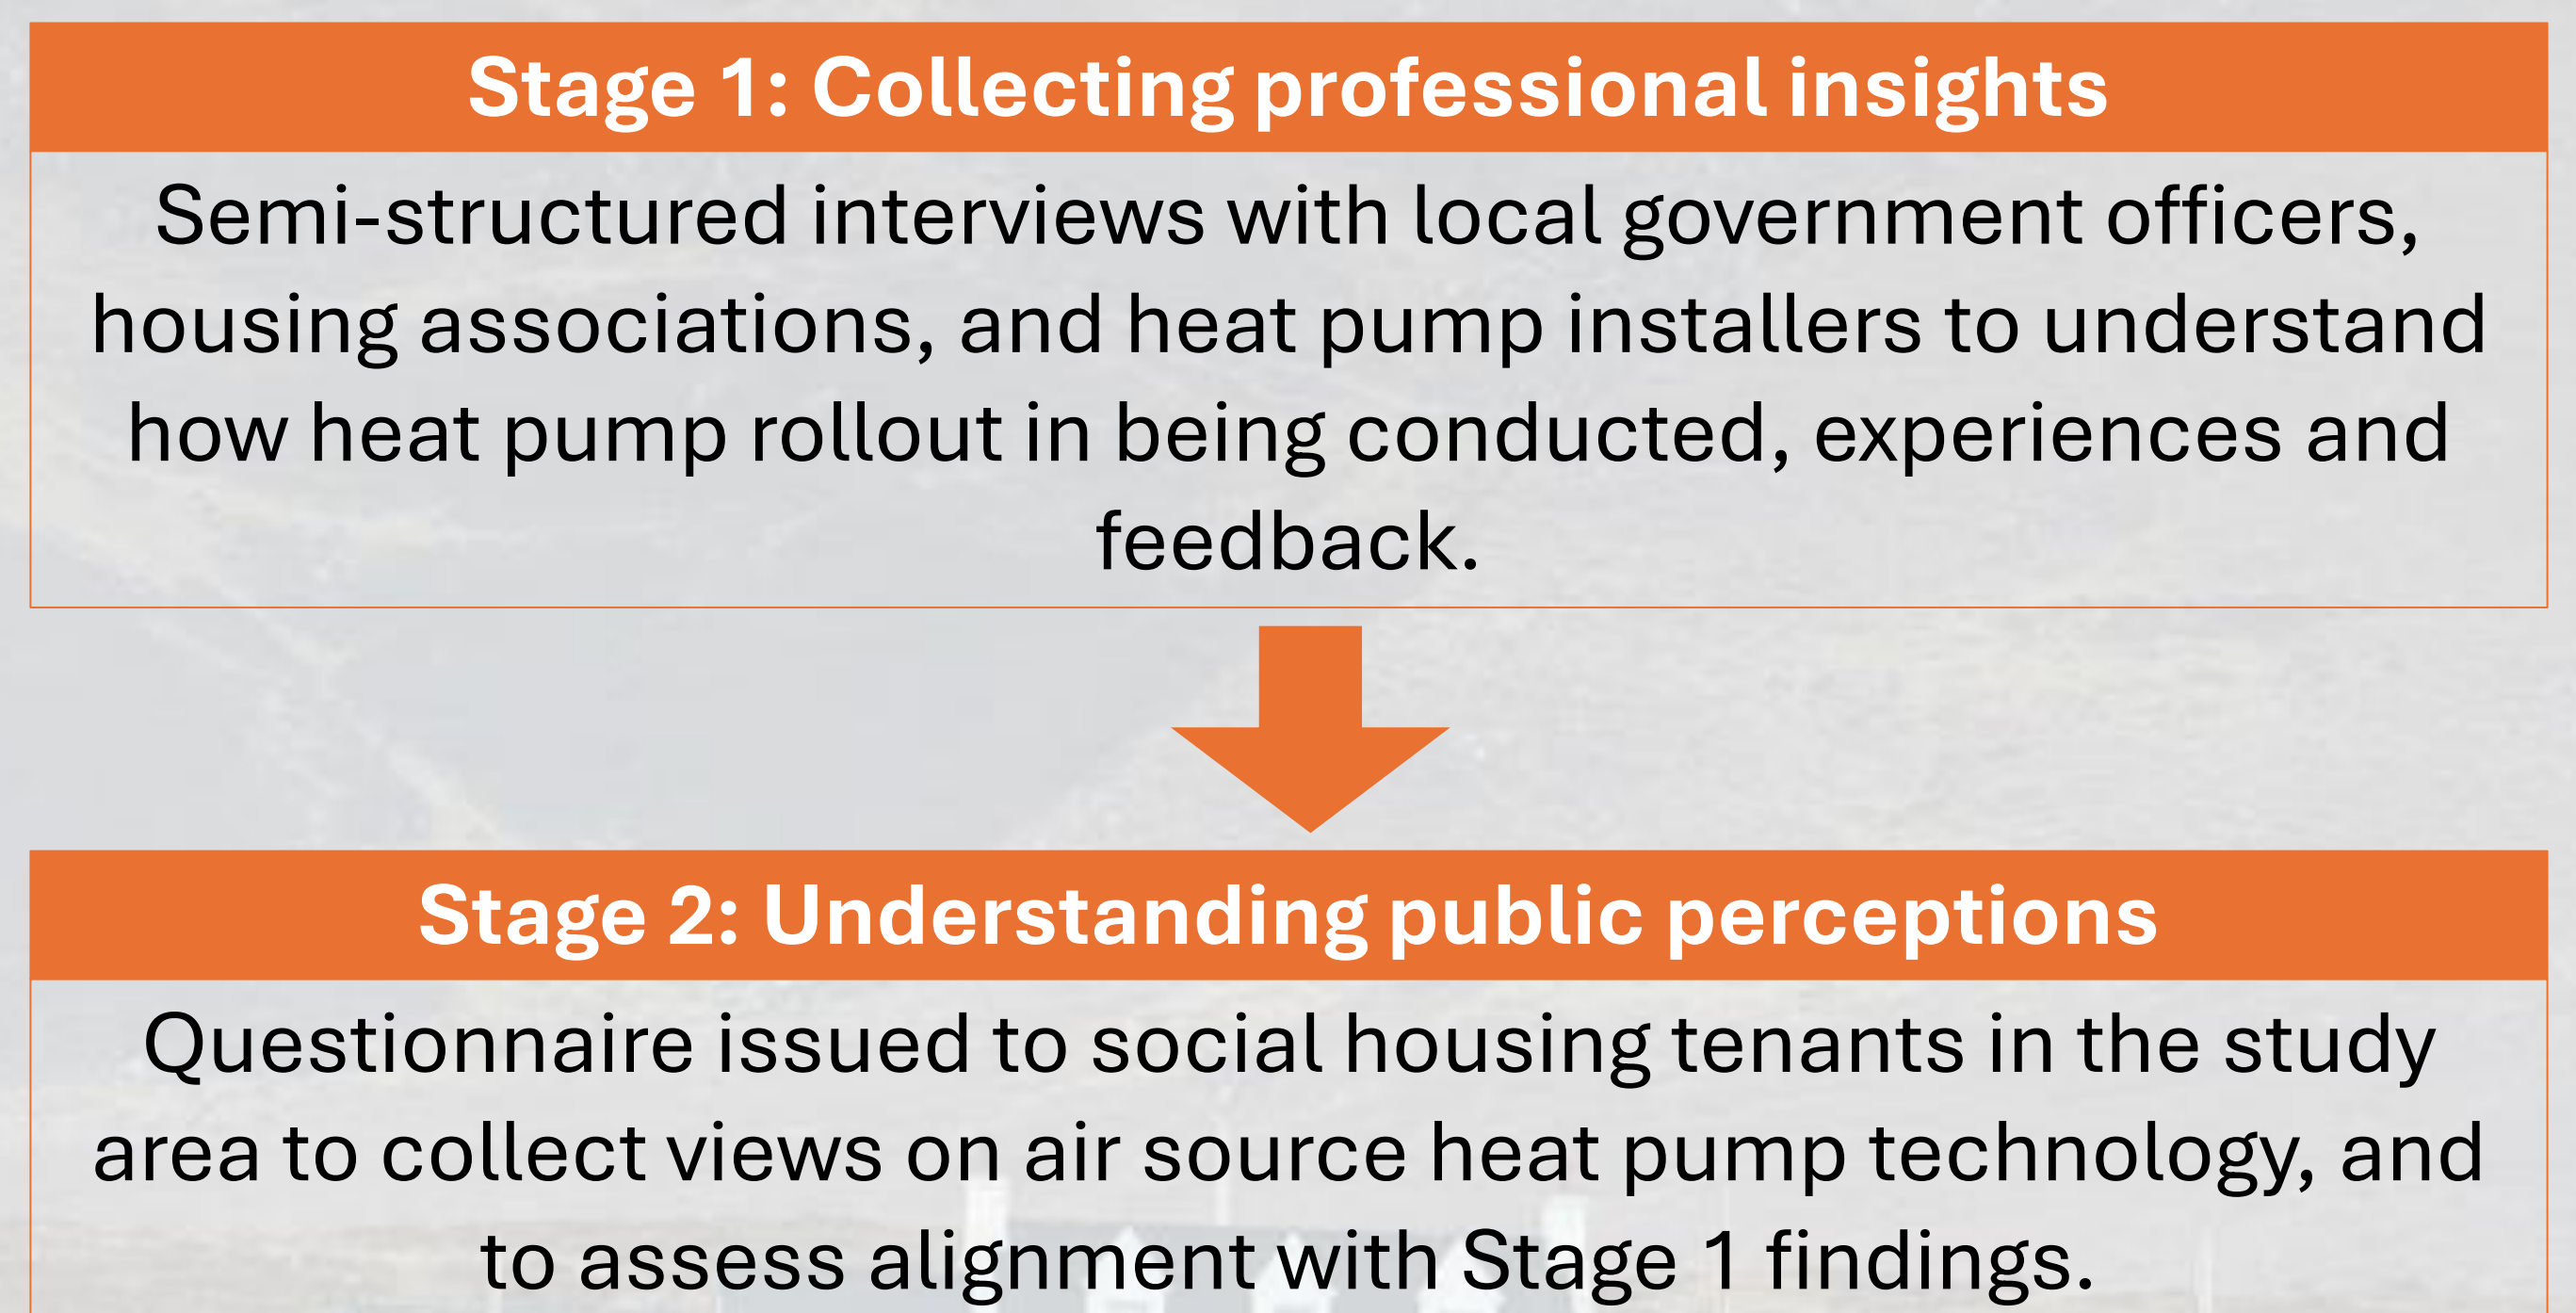 Stage 1: Collecting professional insights
Semi-structured interviews with local government officers,
housing associations, and heat pump installers to understand
how heat pump rollout in being conducted, experiences and
feedback.
Stage 2: Understanding public perceptions
Questionnaire issued to social housing tenants in the study
area to collect views on air source heat pump technology, and
to assess alignment with Stage 1 findings.